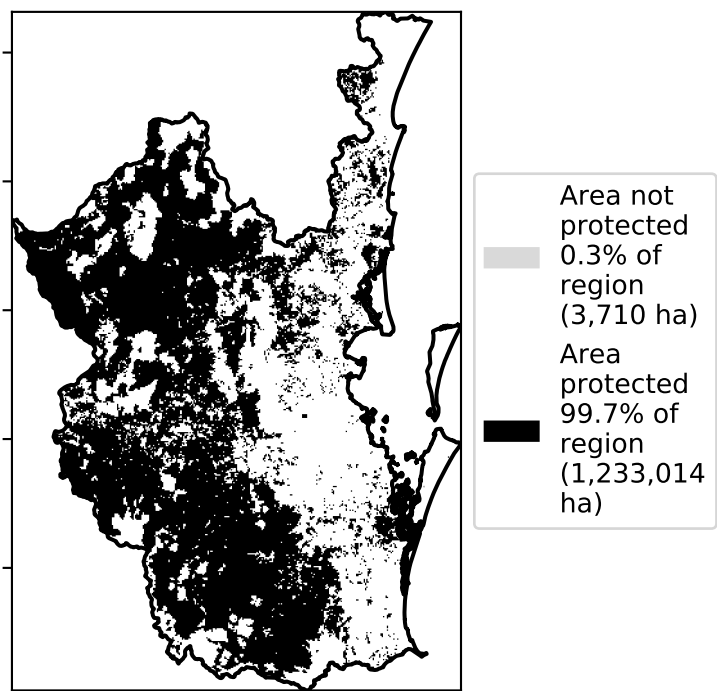 Area not
protected
0.3% of
region
(3,710 ha)
Area
protected
99.7% of
region
(1,233,014
ha)